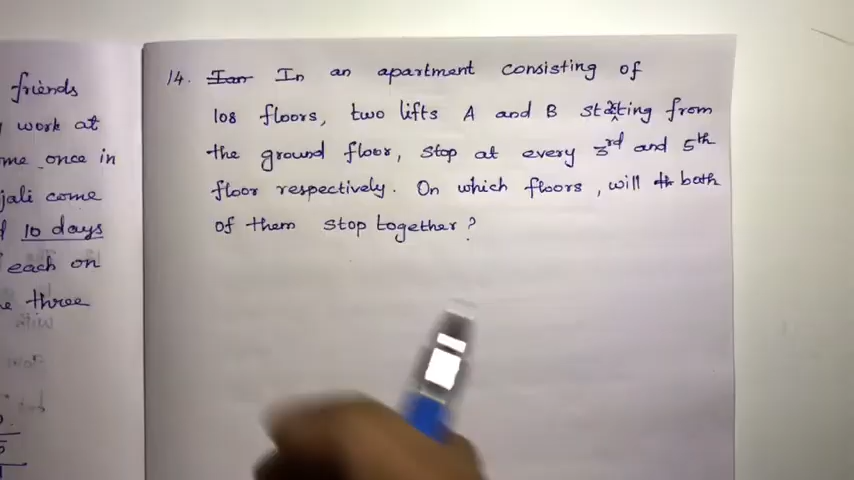 friends
work at
me once in
jali come
10 days
each on
three
14. In an apartment consisting of
108 floors, two lifts A and B starting from
the ground floor, stop at every 3rd and 5th
floor respectively. On which floors, will both
of them stop together?